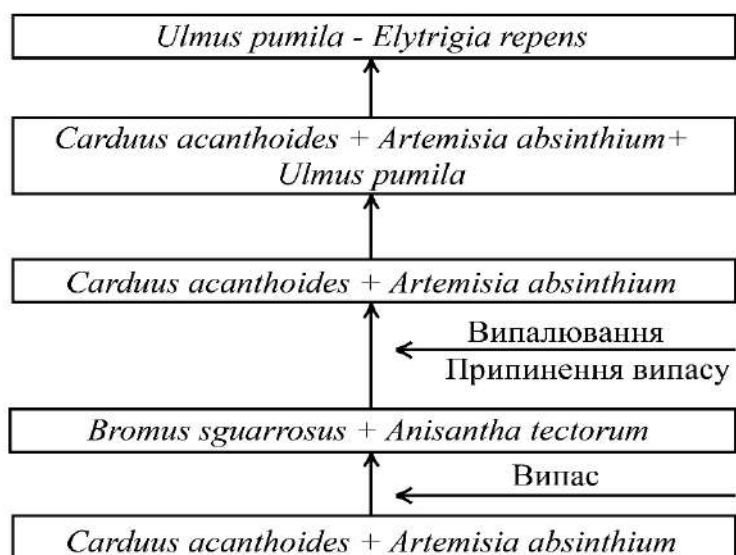 Ulmus pumila - Elytrigia repens
Carduus acanthoides + Artemisia absinthium+
Ulmus pumila
Carduus acanthoides + Artemisia absinthium
Випалювання
Припинення випасу
Bromus sguarrosus + Anisantha tectorum
Випас
Carduus acanthoides + Artemisia absinthium